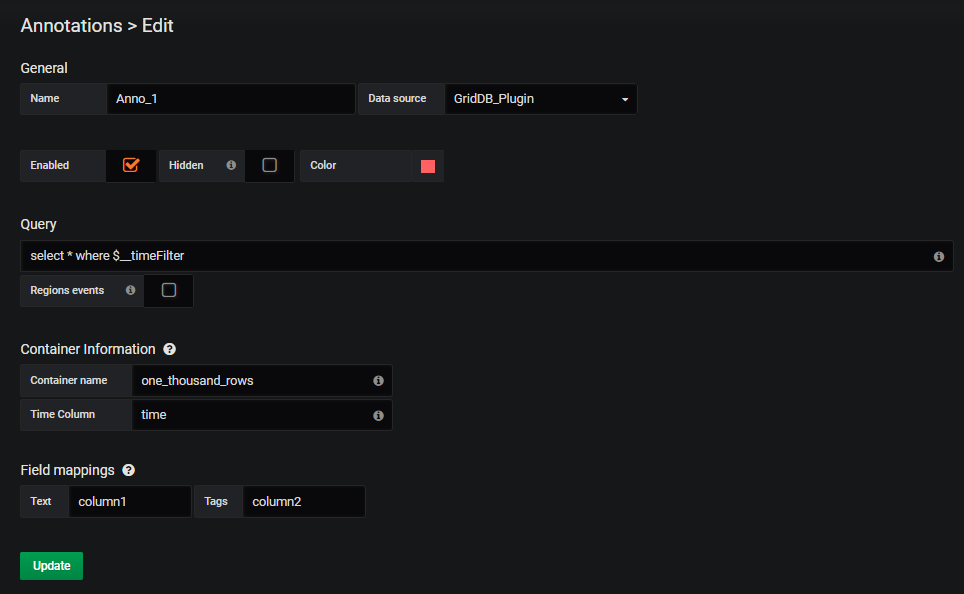 Annotations > Edit
General
Name Anno_1 Data source GridDB_Plugin
Enabled Hidden Color
Query
select * where $__timeFilter
Regions events
Container Information
Container name one_thousand_rows
Time Column time
Field mappings
Text column1 Tags column2
Update